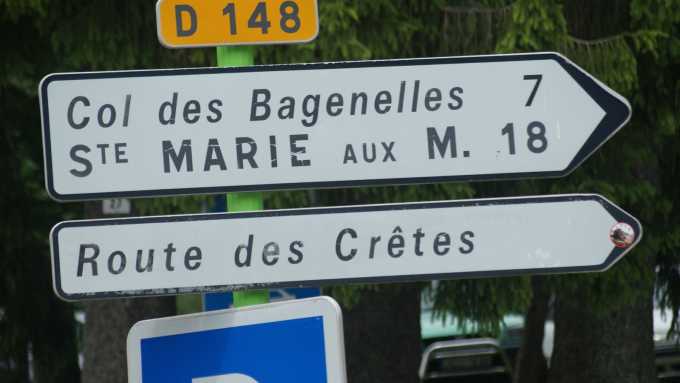 D 148
Col des Bagenelles 7
STE MARIE AUX M. 18
Route des Crêtes
P